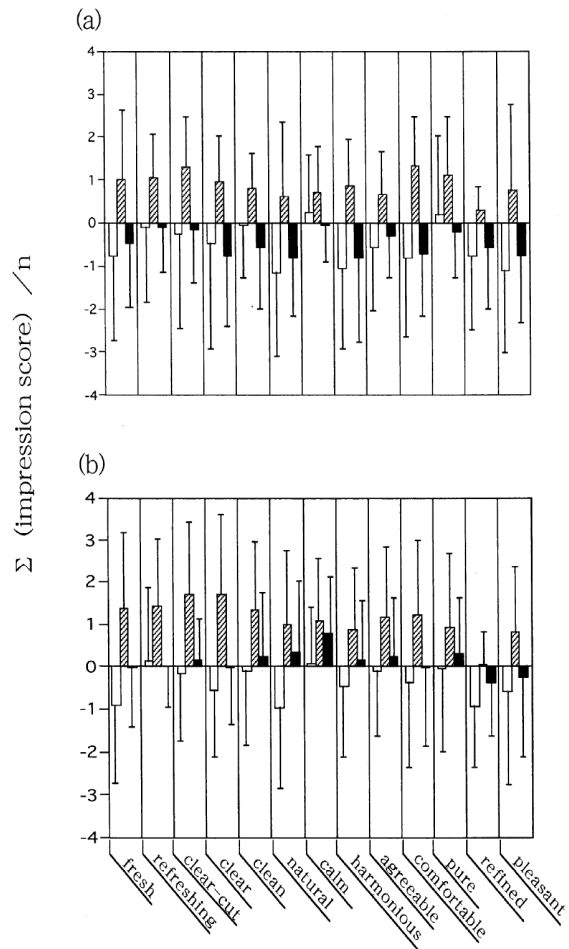 (a)
4
3
2
1
0
-1
-2
-3
-4
Σ (impression score) /n
(b)
4
3
2
1
0
-1
-2
-3
-4
fresh
refreshing
clear-cut
clear
clean
natural
calm
harmonious
agreeable
comfortable
pure
refined
pleasant